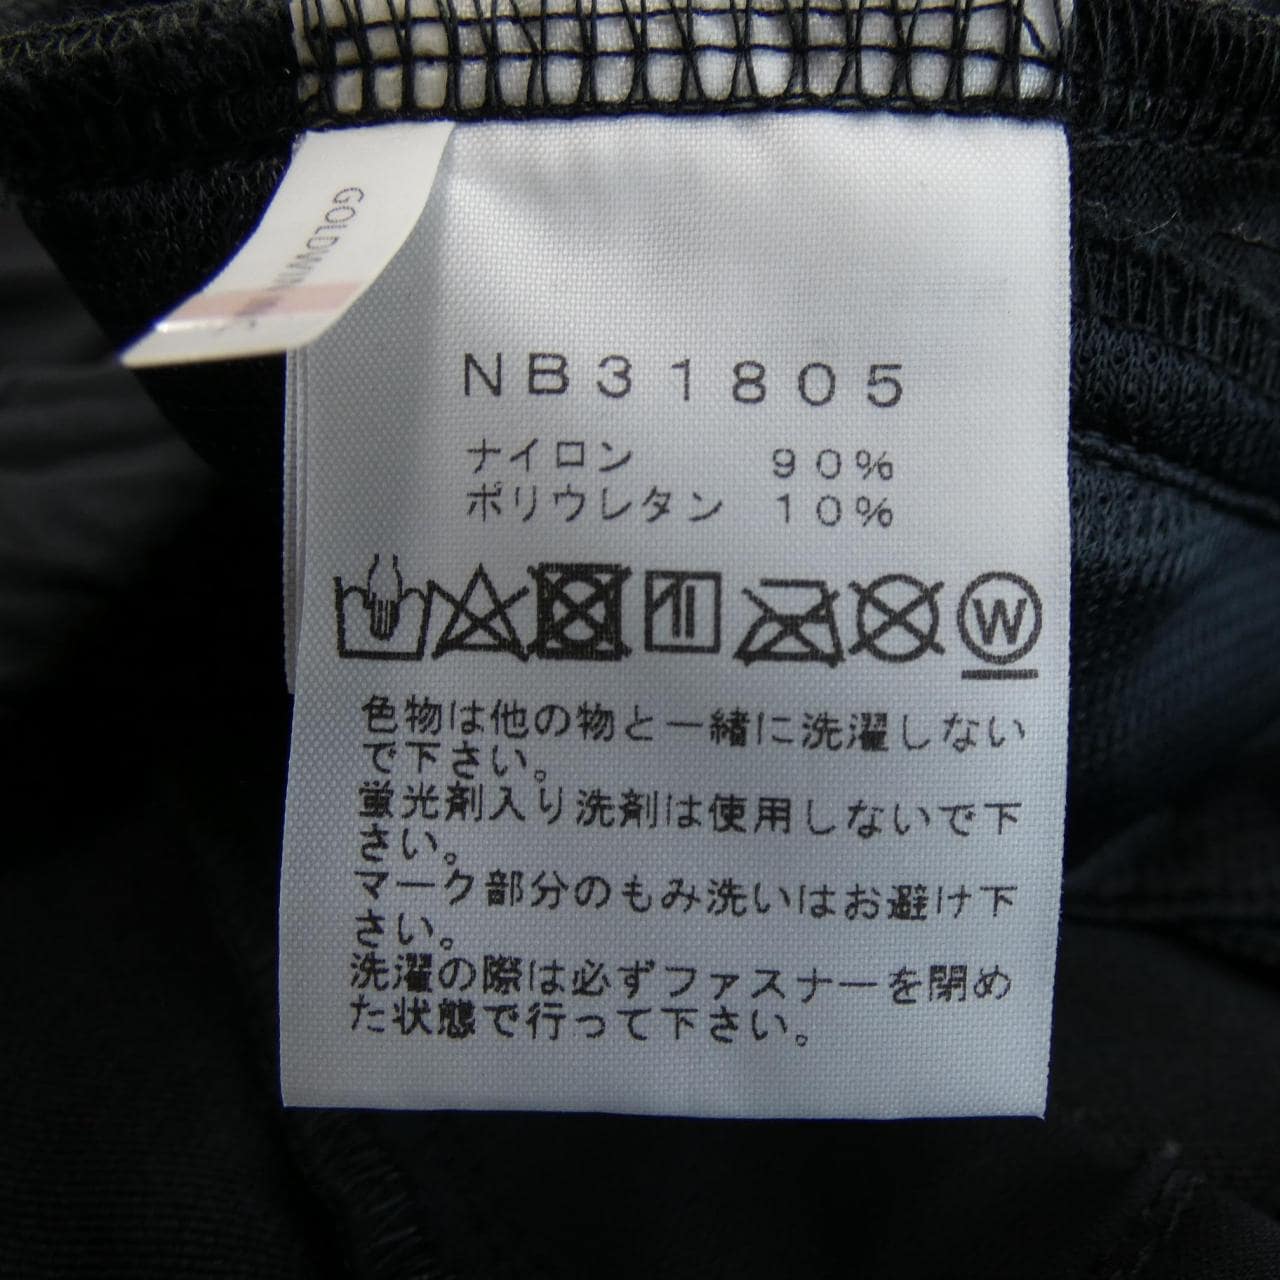 GOLDWIN
NB31805
ナイロン 90%
ポリウレタン 10%
W
色物は他の物と一緒に洗濯しない
で下さい。
蛍光剤入り洗剤は使用しないで下
さい。
マーク部分のもみ洗いはお避け下
さい。
洗濯の際は必ずファスナーを閉め
た状態で行って下さい。